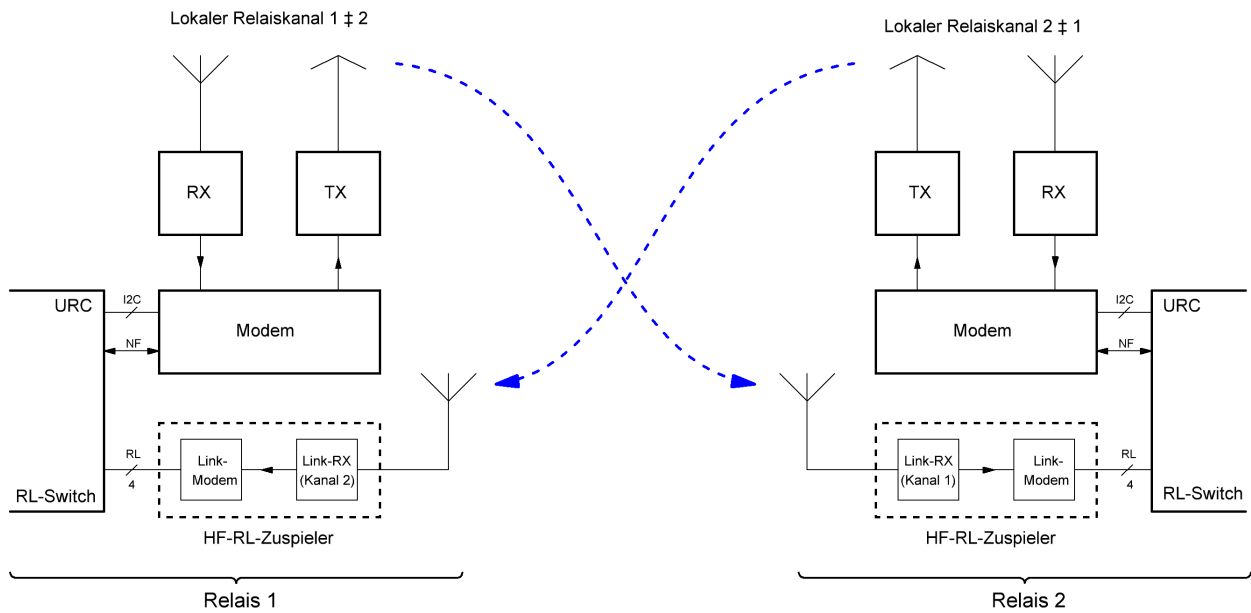 Lokaler Relaiskanal 1 ‡ 2
RX
TX
URC
I2C
NF
Modem
RL
4
Link-
Modem
Link-RX
(Kanal 2)
RL-Switch
HF-RL-Zuspieler
Relais 1
Lokaler Relaiskanal 2 ‡ 1
TX
RX
Modem
I2C
NF
URC
Link-RX
(Kanal 1)
Link-
Modem
RL
4
RL-Switch
HF-RL-Zuspieler
Relais 2